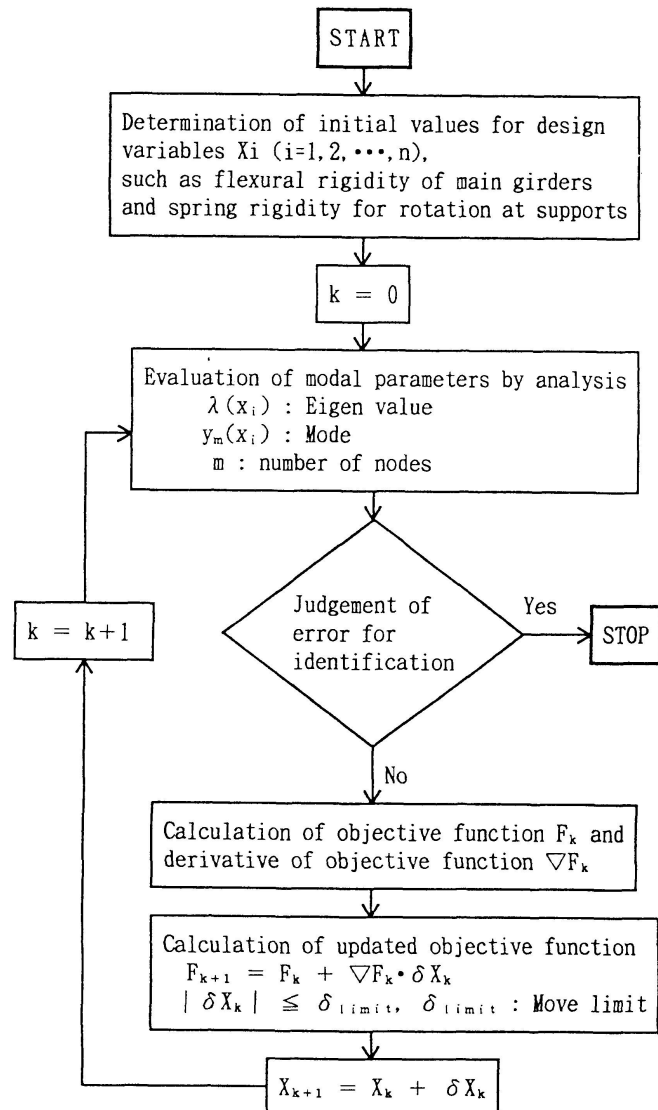 START
Determination of initial values for design
variables Xi (i=1, 2, ･･･, n),
such as flexural rigidity of main girders
and spring rigidity for rotation at supports
k = 0
Evaluation of modal parameters by analysis
λ(xᵢ) : Eigen value
yₘ(xᵢ) : Mode
m : number of nodes
Judgement of
error for
identification
Yes
STOP
No
k = k+1
Calculation of objective function Fₖ and
derivative of objective function ▽Fₖ
Calculation of updated objective function
Fₖ₊₁ = Fₖ + ▽Fₖ･δXₖ
| δXₖ | ≦ δ_limit, δ_limit : Move limit
Xₖ₊₁ = Xₖ + δXₖ